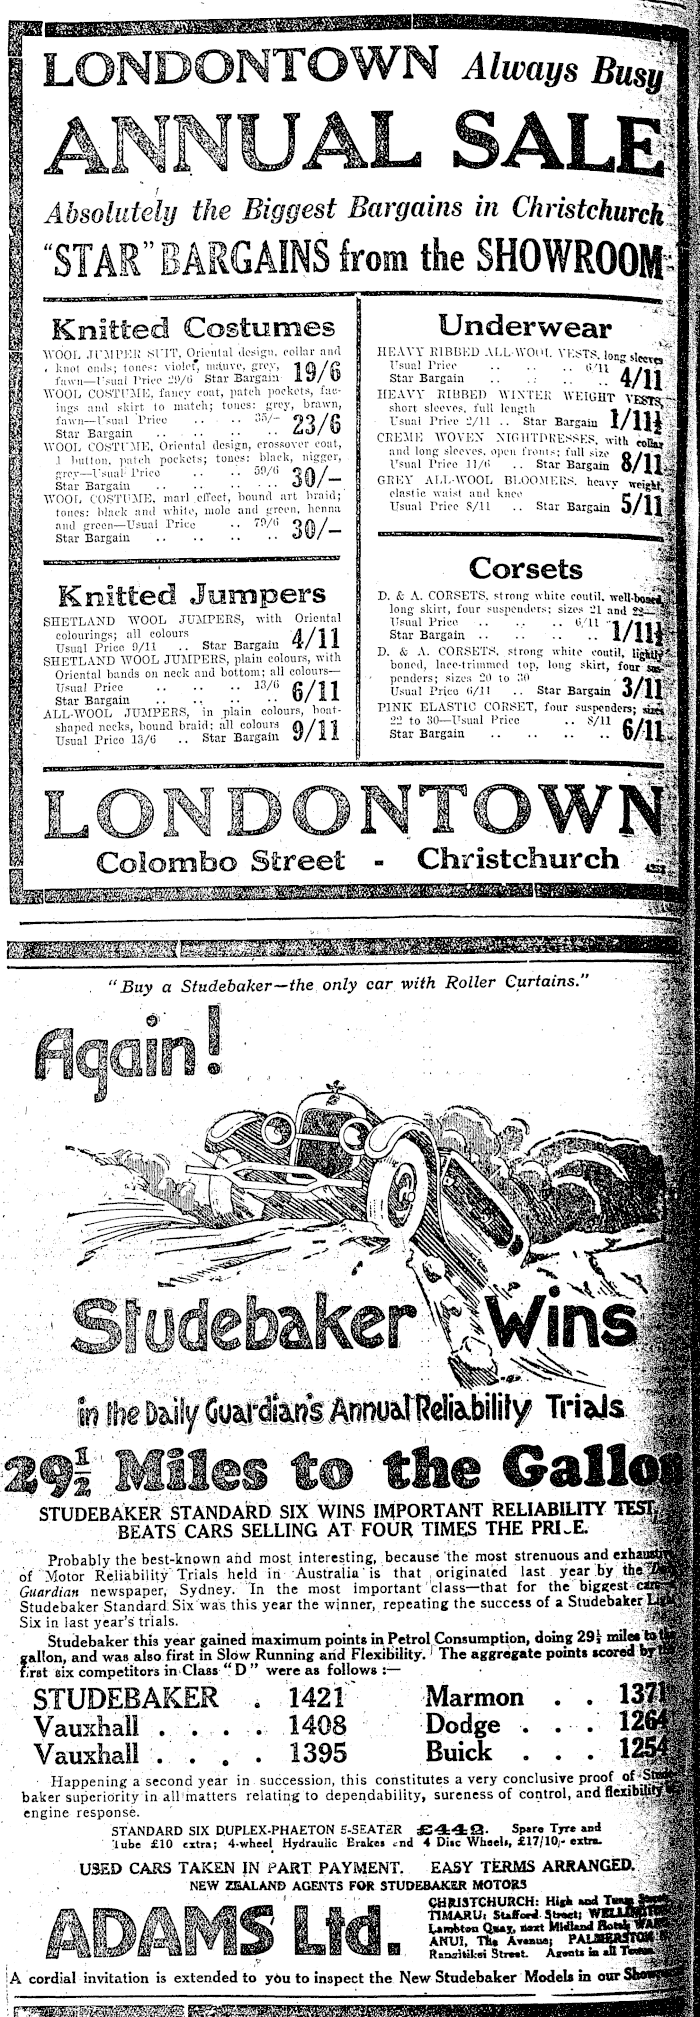 LONDONTOWN Always Busy
ANNUAL SALE
Absolutely the Biggest Bargains in Christchurch
"STAR" BARGAINS from the SHOWROOM
Knitted Costumes
WOOL JUMPER SUIT, Oriental design, collar and
knot ends; tones: violet, mauve, grey,
fawn—Usual Price 29/6 Star Bargain 19/6
WOOL COSTUME, fancy coat, patch pockets, fac-
ings and skirt to match; tones: grey, brawn,
fawn—Usual Price .. .. 35/-
Star Bargain .. .. .. .. 23/6
WOOL COSTUME, Oriental design, crossover coat,
1 button, patch pockets; tones: black, nigger,
grey—Usual Price .. .. 59/6
Star Bargain .. .. .. .. 30/-
WOOL COSTUME, marl effect, bound art braid;
tones: black and white, mole and green, henna
and green—Usual Price .. 79/6
Star Bargain .. .. .. .. 30/-
Knitted Jumpers
SHETLAND WOOL JUMPERS, with Oriental
colourings; all colours
Usual Price 9/11 .. Star Bargain 4/11
SHETLAND WOOL JUMPERS, plain colours, with
Oriental bands on neck and bottom; all colours—
Usual Price .. .. .. .. 13/6
Star Bargain .. .. .. .. 6/11
ALL-WOOL JUMPERS, in plain colours, boat-
shaped necks, bound braid; all colours
Usual Price 13/6 .. Star Bargain 9/11
Underwear
HEAVY RIBBED ALL-WOOL VESTS, long sleeves
Usual Price .. .. .. 6/11
Star Bargain .. .. .. .. 4/11
HEAVY RIBBED WINTER WEIGHT VESTS,
short sleeves, full length
Usual Price 2/11 .. Star Bargain 1/11½
CREME WOVEN NIGHTDRESSES, with collar
and long sleeves, open fronts; full size
Usual Price 11/6 .. Star Bargain 8/11
GREY ALL-WOOL BLOOMERS, heavy weight,
elastic waist and knee
Usual Price 8/11 .. Star Bargain 5/11
Corsets
D. & A. CORSETS, strong white coutil, well-boned,
long skirt, four suspenders; sizes 21 and 22—
Usual Price .. .. .. 6/11
Star Bargain .. .. .. .. 1/11½
D. & A. CORSETS, strong white coutil, lightly
boned, lace-trimmed top, long skirt, four sus-
penders; sizes 20 to 30
Usual Price 6/11 .. Star Bargain 3/11
PINK ELASTIC CORSET, four suspenders; sizes
22 to 30—Usual Price .. 8/11
Star Bargain .. .. .. .. 6/11
LONDONTOWN
Colombo Street - Christchurch
"Buy a Studebaker—the only car with Roller Curtains."
Again!
Studebaker Wins
in the Daily Guardian's Annual Reliability Trials
29½ Miles to the Gallon
STUDEBAKER STANDARD SIX WINS IMPORTANT RELIABILITY TEST,
BEATS CARS SELLING AT FOUR TIMES THE PRICE.
Probably the best-known and most interesting, because the most strenuous and exhaustive
of Motor Reliability Trials held in Australia is that originated last year by the Daily
Guardian newspaper, Sydney. In the most important class—that for the biggest cars—
Studebaker Standard Six was this year the winner, repeating the success of a Studebaker Light
Six in last year's trials.
Studebaker this year gained maximum points in Petrol Consumption, doing 29½ miles to the
gallon, and was also first in Slow Running and Flexibility. The aggregate points scored by the
first six competitors in Class "D" were as follows :—
STUDEBAKER . 1421 Marmon . . 1371
Vauxhall . . . . 1408 Dodge . . . 1264
Vauxhall . . . . 1395 Buick . . . 1254
Happening a second year in succession, this constitutes a very conclusive proof of Stude-
baker superiority in all matters relating to dependability, sureness of control, and flexibility of
engine response.
STANDARD SIX DUPLEX-PHAETON 5-SEATER £442. Spare Tyre and
Tube £10 extra; 4-wheel Hydraulic Brakes and 4 Disc Wheels, £17/10/- extra.
USED CARS TAKEN IN PART PAYMENT. EASY TERMS ARRANGED.
NEW ZEALAND AGENTS FOR STUDEBAKER MOTORS
ADAMS Ltd.
CHRISTCHURCH: High and Tuam Street
TIMARU: Stafford Street; WELLINGTON
Lambton Quay, next Midland Hotel; WANG-
ANUI, The Avenue; PALMERSTON N.
Rangitikei Street. Agents in all Towns
A cordial invitation is extended to you to inspect the New Studebaker Models in our